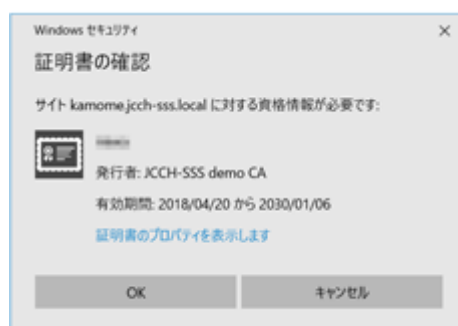 Windows セキュリティ
証明書の確認
サイト kamome.jcch-sss.local に対する資格情報が必要です:
発行者: JCCH-SSS demo CA
有効期間: 2018/04/20 から 2030/01/06
証明書のプロパティを表示します
OK
キャンセル